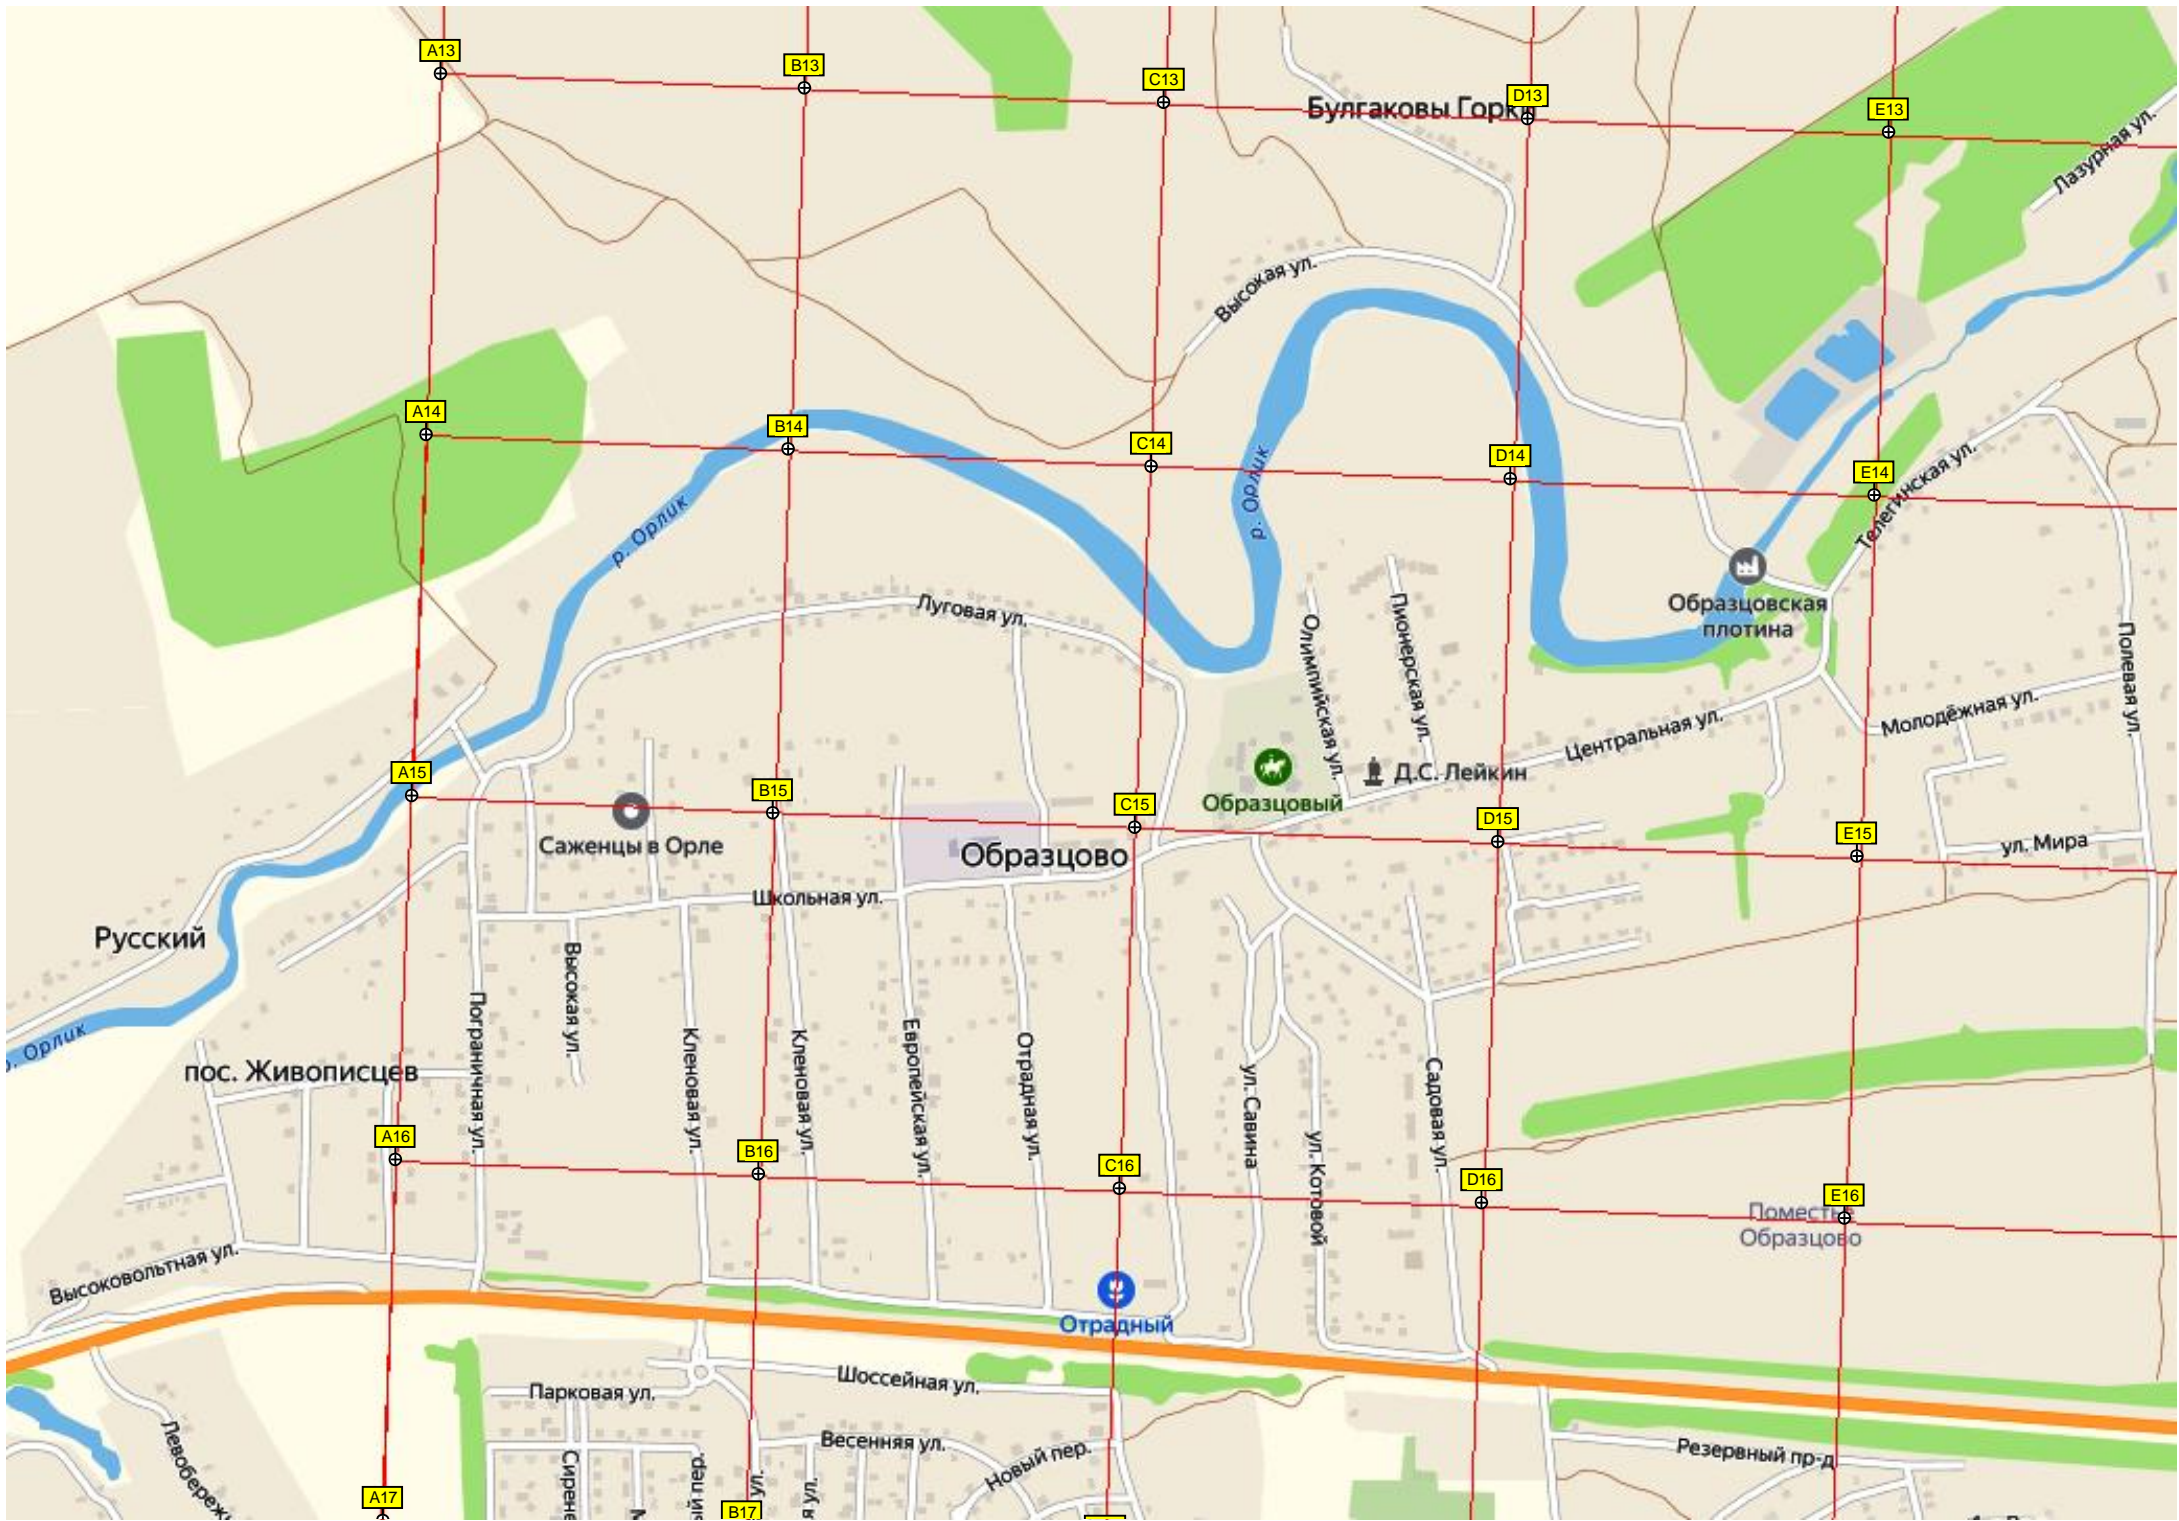 A13
B13
C13
D13
E13
Булгаковы Горки
Лазурная ул.
Высокая ул.
A14
B14
C14
D14
E14
р. Орлик
р. Орлик
Телегинская ул.
Образцовская
плотина
Луговая ул.
Олимпийская ул.
Пионерская ул.
Полевая ул.
Молодёжная ул.
Центральная ул.
A15
B15
C15
D15
E15
Образцовый
Д.С. Лейкин
Саженцы в Орле
Образцово
ул. Мира
Школьная ул.
Русский
р. Орлик
Высокая ул.
Пограничная ул.
Кленовая ул.
Кленовая ул.
Европейская ул.
Отрадная ул.
ул. Савина
ул. Котовой
Садовая ул.
пос. Живописцев
A16
B16
C16
D16
E16
Поместье
Образцово
Высоковольтная ул.
Отрадный
Шоссейная ул.
Парковая ул.
Весенняя ул.
Новый пер.
Резервный пр-д
A17
B17